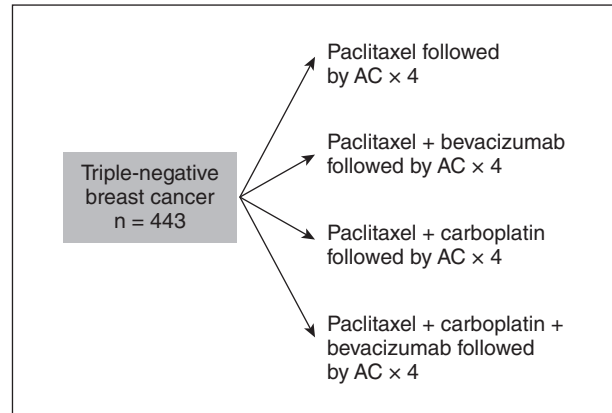 Paclitaxel followed
by AC × 4
Triple-negative
breast cancer
n = 443
Paclitaxel + bevacizumab
followed by AC × 4
Paclitaxel + carboplatin
followed by AC × 4
Paclitaxel + carboplatin +
bevacizumab followed
by AC × 4